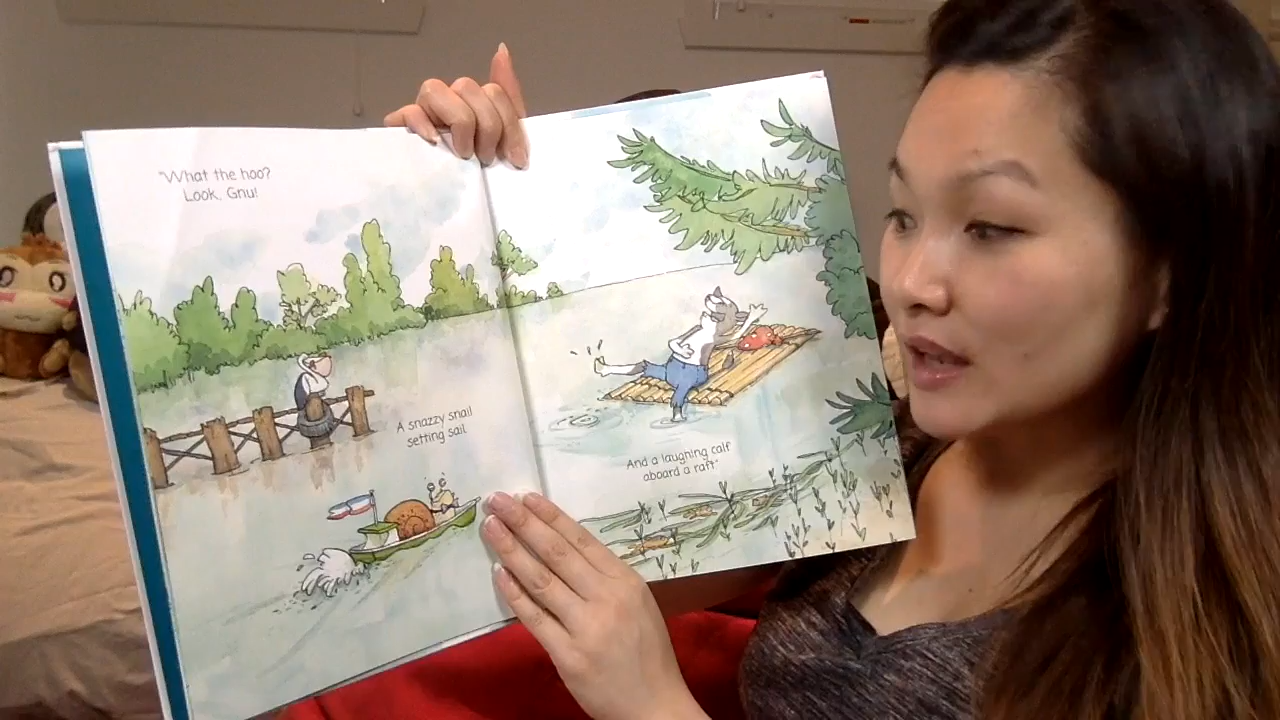 "What the hoo?
Look, Gnu!
A snazzy snail
setting sail.
And a laughing calf
aboard a raft"